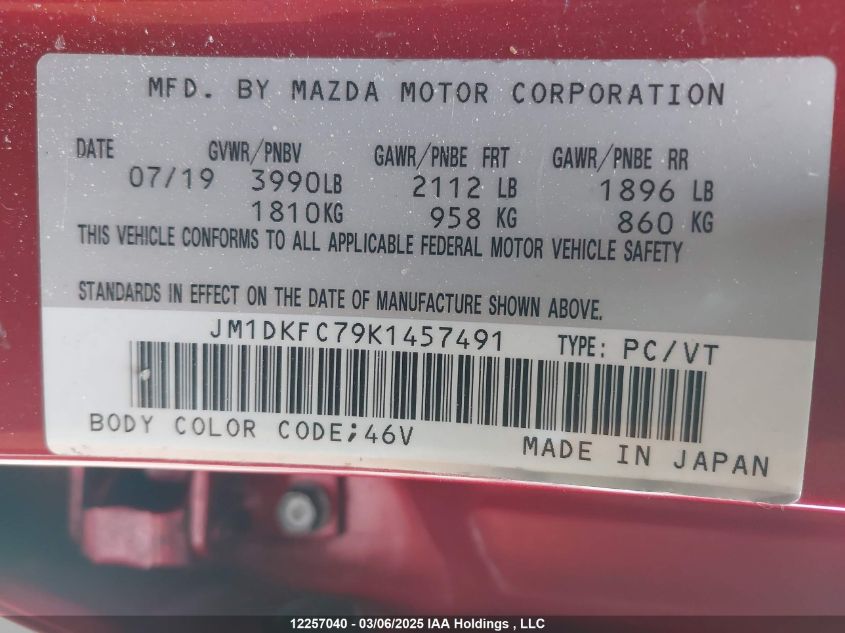 MFD. BY MAZDA MOTOR CORPORATION
DATE GVWR/PNBV GAWR/PNBE FRT GAWR/PNBE RR
07/19 3990LB 2112 LB 1896 LB
1810KG 958 KG 860 KG
THIS VEHICLE CONFORMS TO ALL APPLICABLE FEDERAL MOTOR VEHICLE SAFETY
STANDARDS IN EFFECT ON THE DATE OF MANUFACTURE SHOWN ABOVE.
JM1DKFC79K1457491 TYPE: PC/VT
BODY COLOR CODE;46V MADE IN JAPAN
12257040 - 03/06/2025 IAA Holdings , LLC